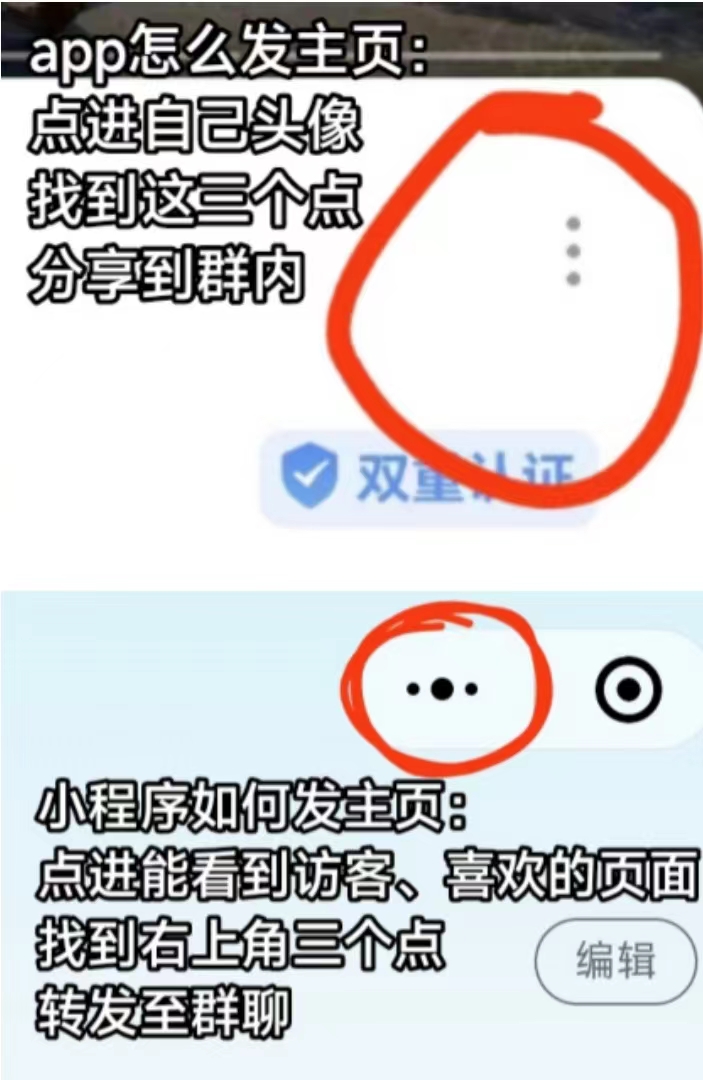 app怎么发主页：
点进自己头像
找到这三个点
分享到群内
双重认证
小程序如何发主页：
点进能看到访客、喜欢的页面
找到右上角三个点
编辑
转发至群聊